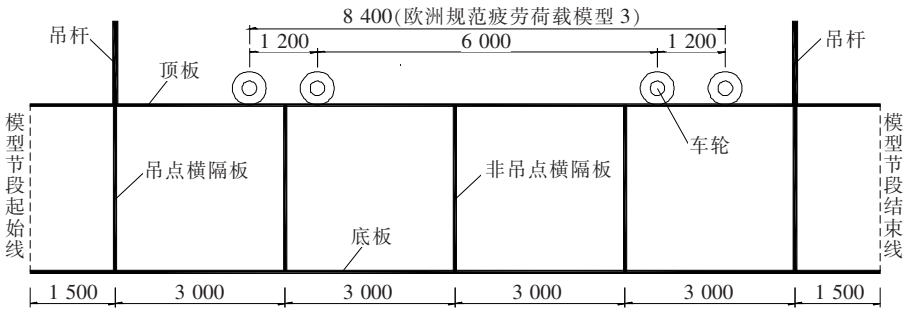 8 400(欧洲规范疲劳荷载模型 3)
吊杆
1 200
6 000
1 200
吊杆
顶板
车轮
模型节段起始线
吊点横隔板
非吊点横隔板
模型节段结束线
底板
1 500
3 000
3 000
3 000
3 000
1 500